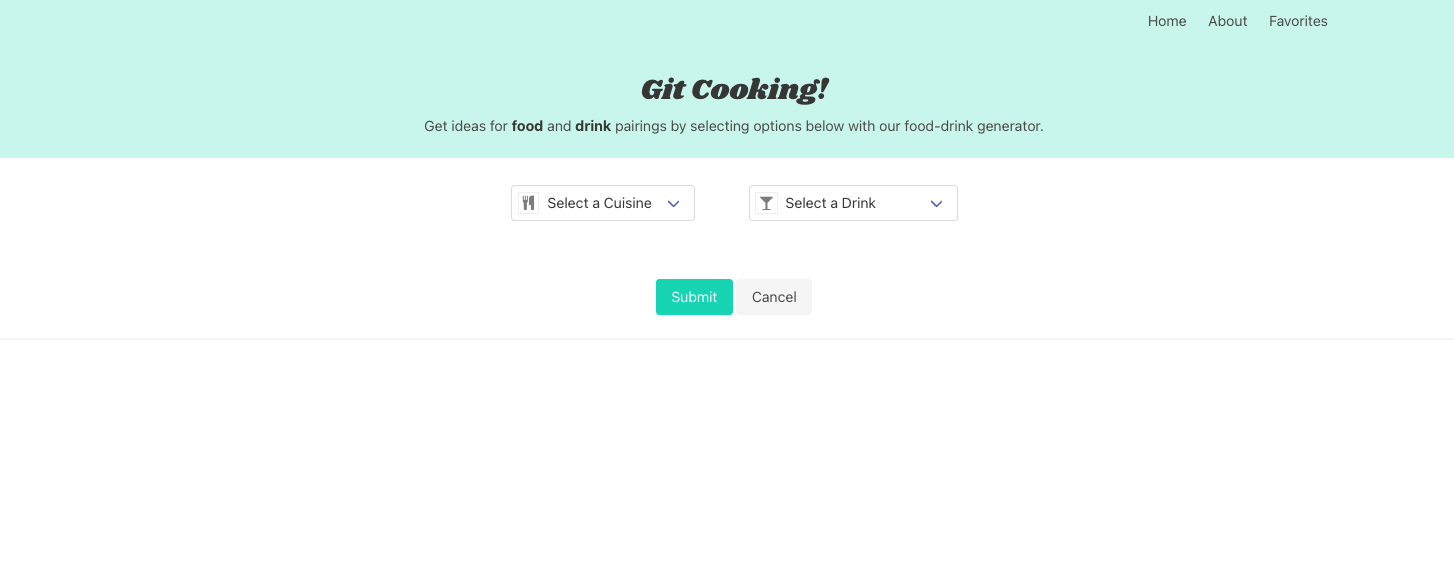 Home About Favorites
Git Cooking!
Get ideas for food and drink pairings by selecting options below with our food-drink generator.
Select a Cuisine Select a Drink
Submit Cancel